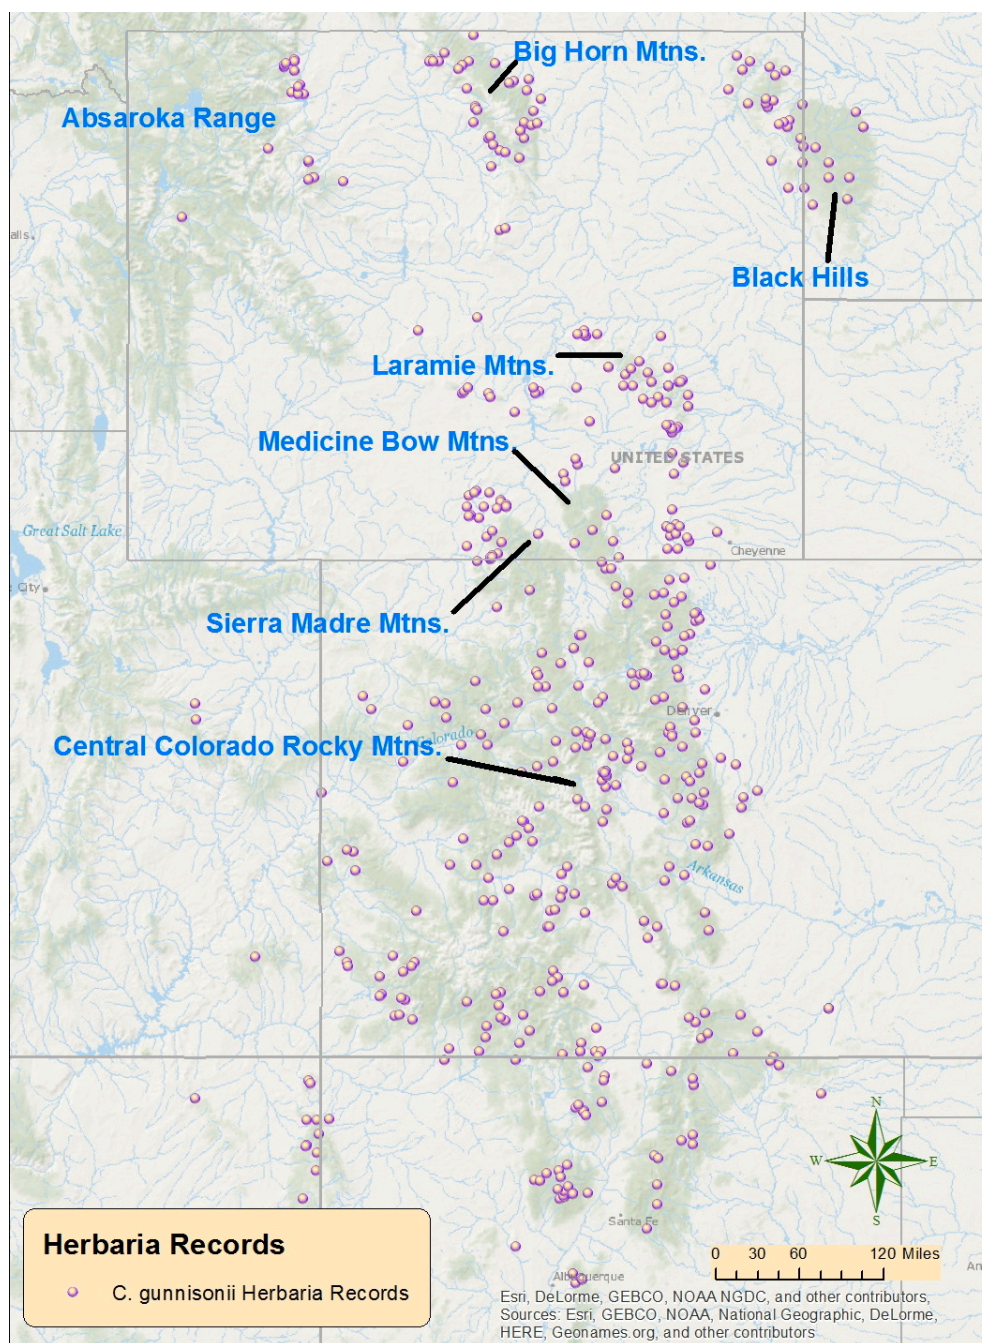 Big Horn Mtns.
Absaroka Range
alls.
Black Hills
Laramie Mtns.
Medicine Bow Mtns.
UNITED STATES
Great Salt Lake
Cheyenne
e City
Sierra Madre Mtns.
Denver
Colorado
Central Colorado Rocky Mtns.
Arkansas
N
W E
S
Santa Fe
Herbaria Records
C. gunnisonii Herbaria Records
0 30 60 120 Miles
An
Albuquerque
Esri, DeLorme, GEBCO, NOAA NGDC, and other contributors,
Sources: Esri, GEBCO, NOAA, National Geographic, DeLorme,
HERE, Geonames.org, and other contributors